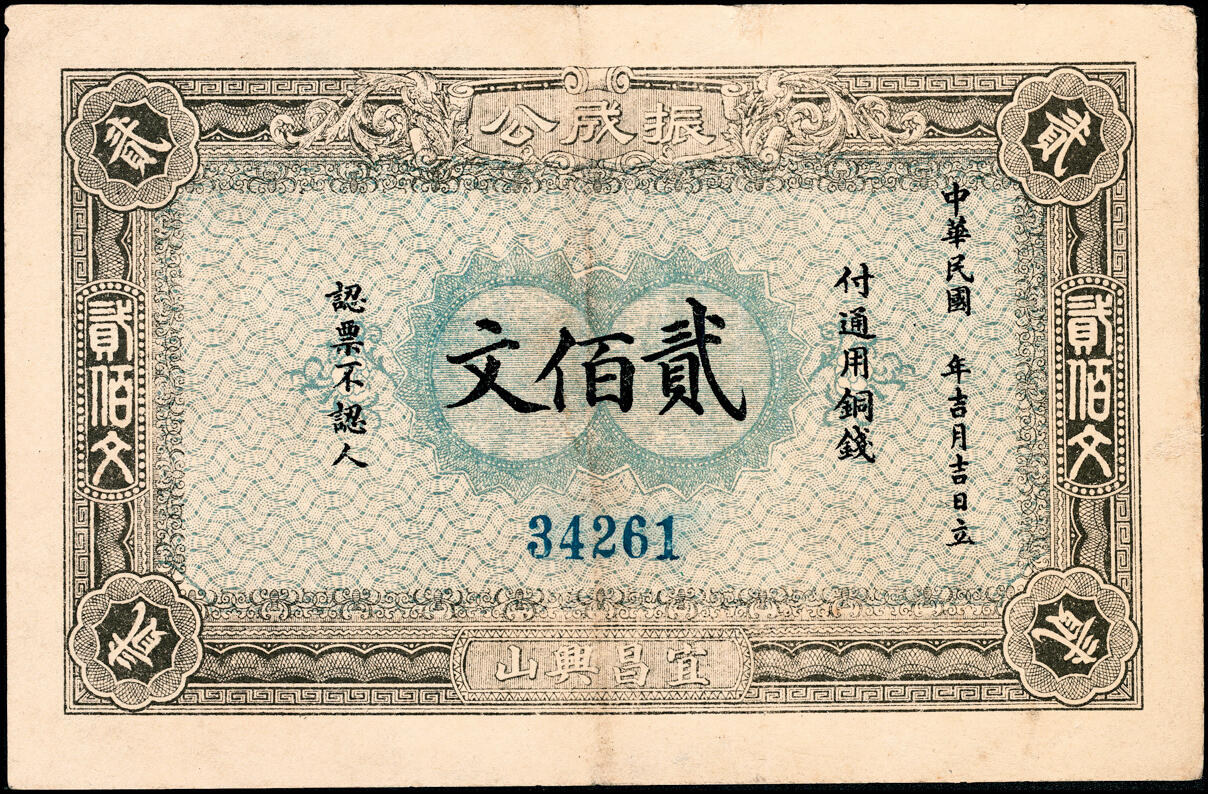 振成公
貳
貳
中華民國 年吉月吉日立
付通用銅錢
貳佰文
認票不認人
貳佰文
貳佰文
34261
貳
貳
宜昌興山